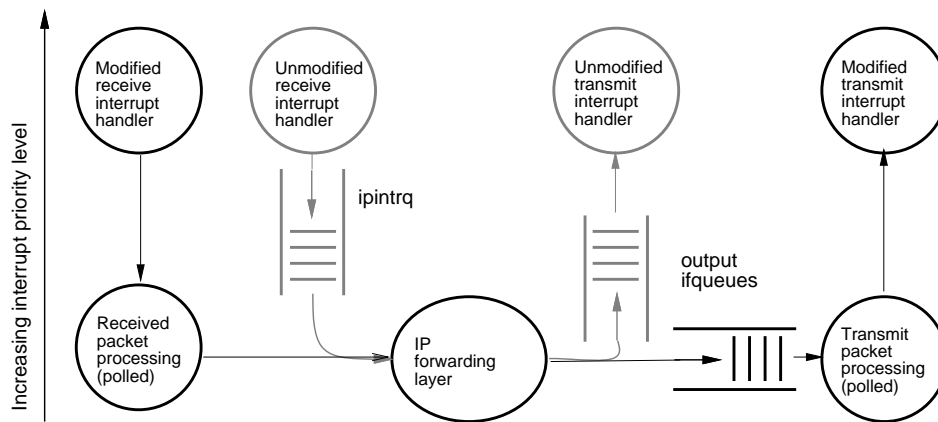 Increasing interrupt priority level
Modified
receive
interrupt
handler
Unmodified
receive
interrupt
handler
Unmodified
transmit
interrupt
handler
Modified
transmit
interrupt
handler
ipintrq
output
ifqueues
Received
packet
processing
(polled)
IP
forwarding
layer
Transmit
packet
processing
(polled)